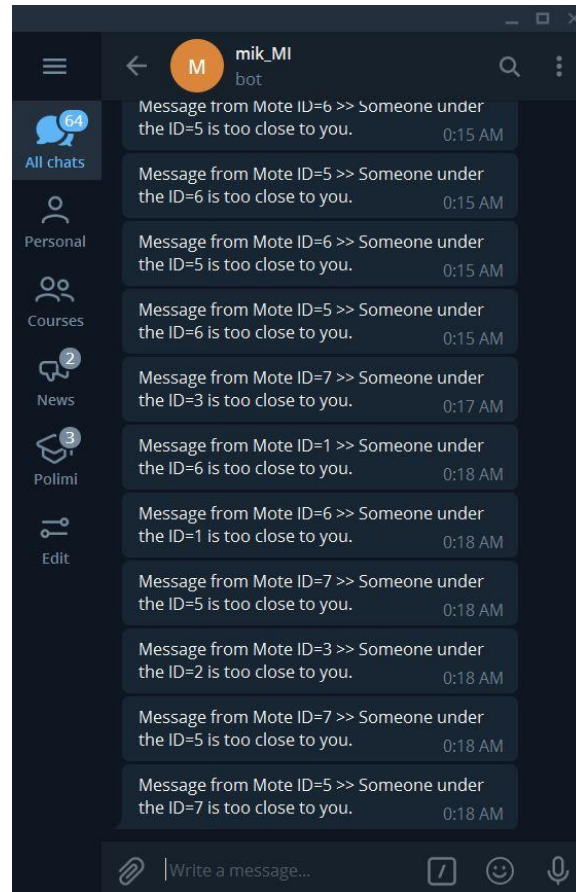 M
mik_MI
bot
64
All chats
Personal
Courses
2
News
3
Polimi
Edit
Message from Mote ID=6 >> Someone under
the ID=5 is too close to you.
0:15 AM
Message from Mote ID=5 >> Someone under
the ID=6 is too close to you.
0:15 AM
Message from Mote ID=6 >> Someone under
the ID=5 is too close to you.
0:15 AM
Message from Mote ID=5 >> Someone under
the ID=6 is too close to you.
0:15 AM
Message from Mote ID=7 >> Someone under
the ID=3 is too close to you.
0:17 AM
Message from Mote ID=1 >> Someone under
the ID=6 is too close to you.
0:18 AM
Message from Mote ID=6 >> Someone under
the ID=1 is too close to you.
0:18 AM
Message from Mote ID=7 >> Someone under
the ID=5 is too close to you.
0:18 AM
Message from Mote ID=3 >> Someone under
the ID=2 is too close to you.
0:18 AM
Message from Mote ID=7 >> Someone under
the ID=5 is too close to you.
0:18 AM
Message from Mote ID=5 >> Someone under
the ID=7 is too close to you.
0:18 AM
Write a message...